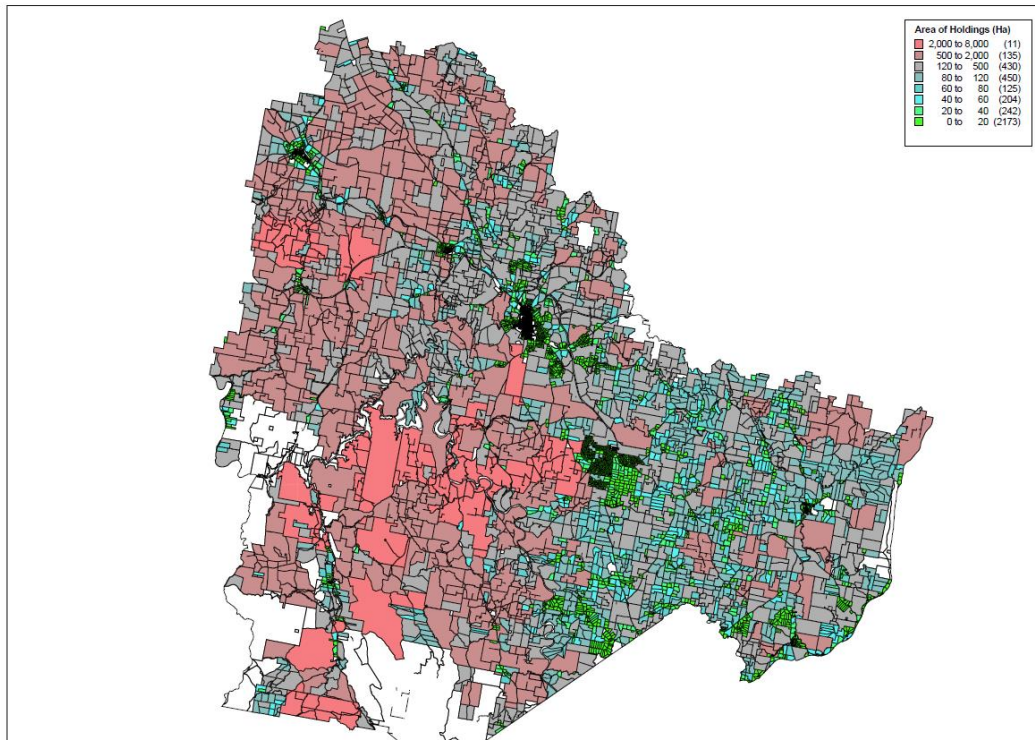 Area of Holdings (Ha)
2,000 to 8,000 (11)
500 to 2,000 (135)
120 to 500 (430)
80 to 120 (450)
60 to 80 (125)
40 to 60 (204)
20 to 40 (242)
0 to 20 (2173)